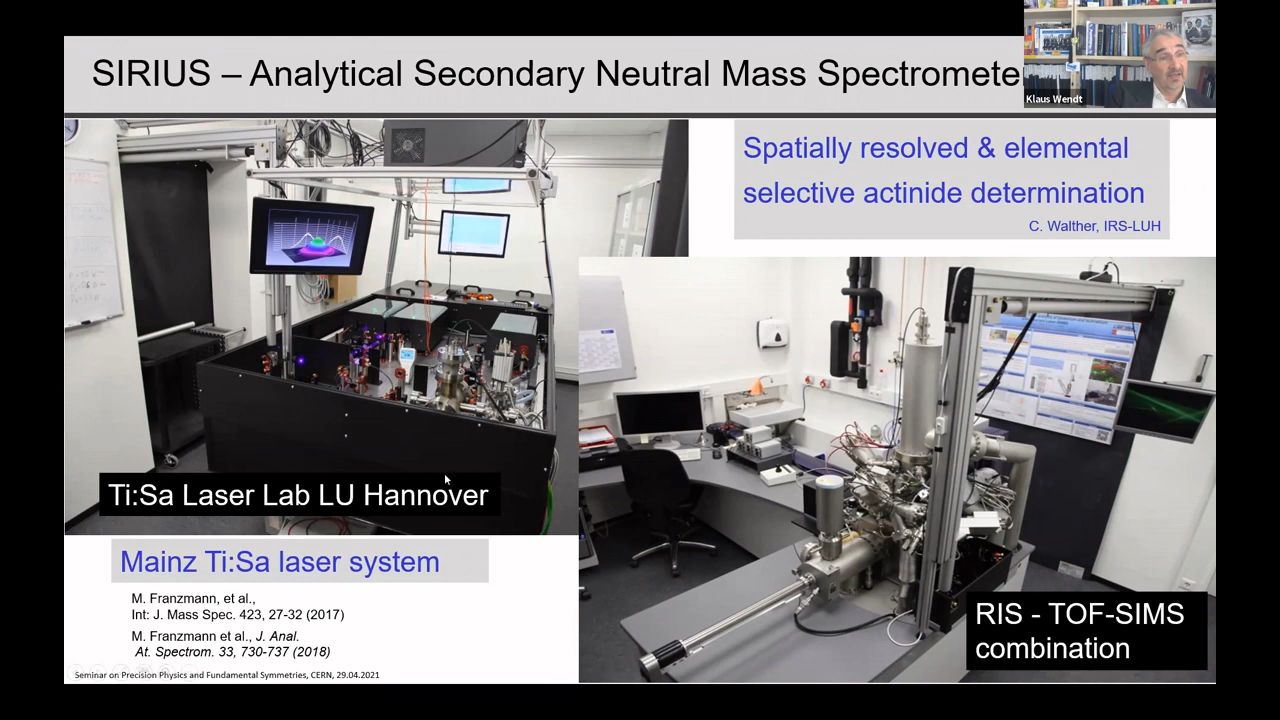 SIRIUS – Analytical Secondary Neutral Mass Spectromete
Klaus Wendt
Spatially resolved & elemental
selective actinide determination
C. Walther, IRS-LUH
Ti:Sa Laser Lab LU Hannover
Mainz Ti:Sa laser system
M. Franzmann, et al.,
Int: J. Mass Spec. 423, 27-32 (2017)
M. Franzmann et al., J. Anal.
At. Spectrom. 33, 730-737 (2018)
RIS - TOF-SIMS
combination
Seminar on Precision Physics and Fundamental Symmetries, CERN, 29.04.2021